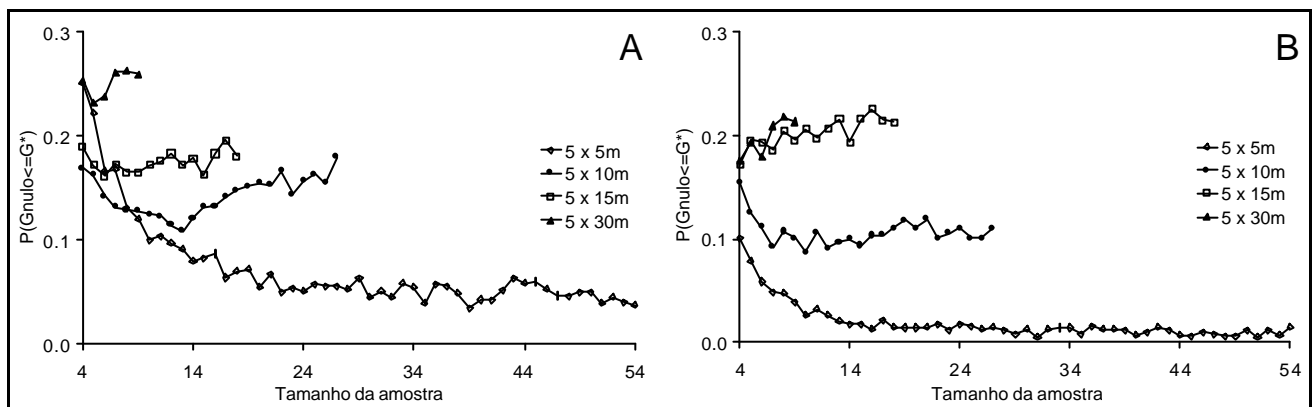 A
0.3
0.2
0.1
0.0
P(Gnulo<=G*)
4 14 24 34 44 54
Tamanho da amostra
5 x 5m
5 x 10m
5 x 15m
5 x 30m
B
0.3
0.2
0.1
0.0
P(Gnulo<=G*)
4 14 24 34 44 54
Tamanho da amostra
5 x 5m
5 x 10m
5 x 15m
5 x 30m